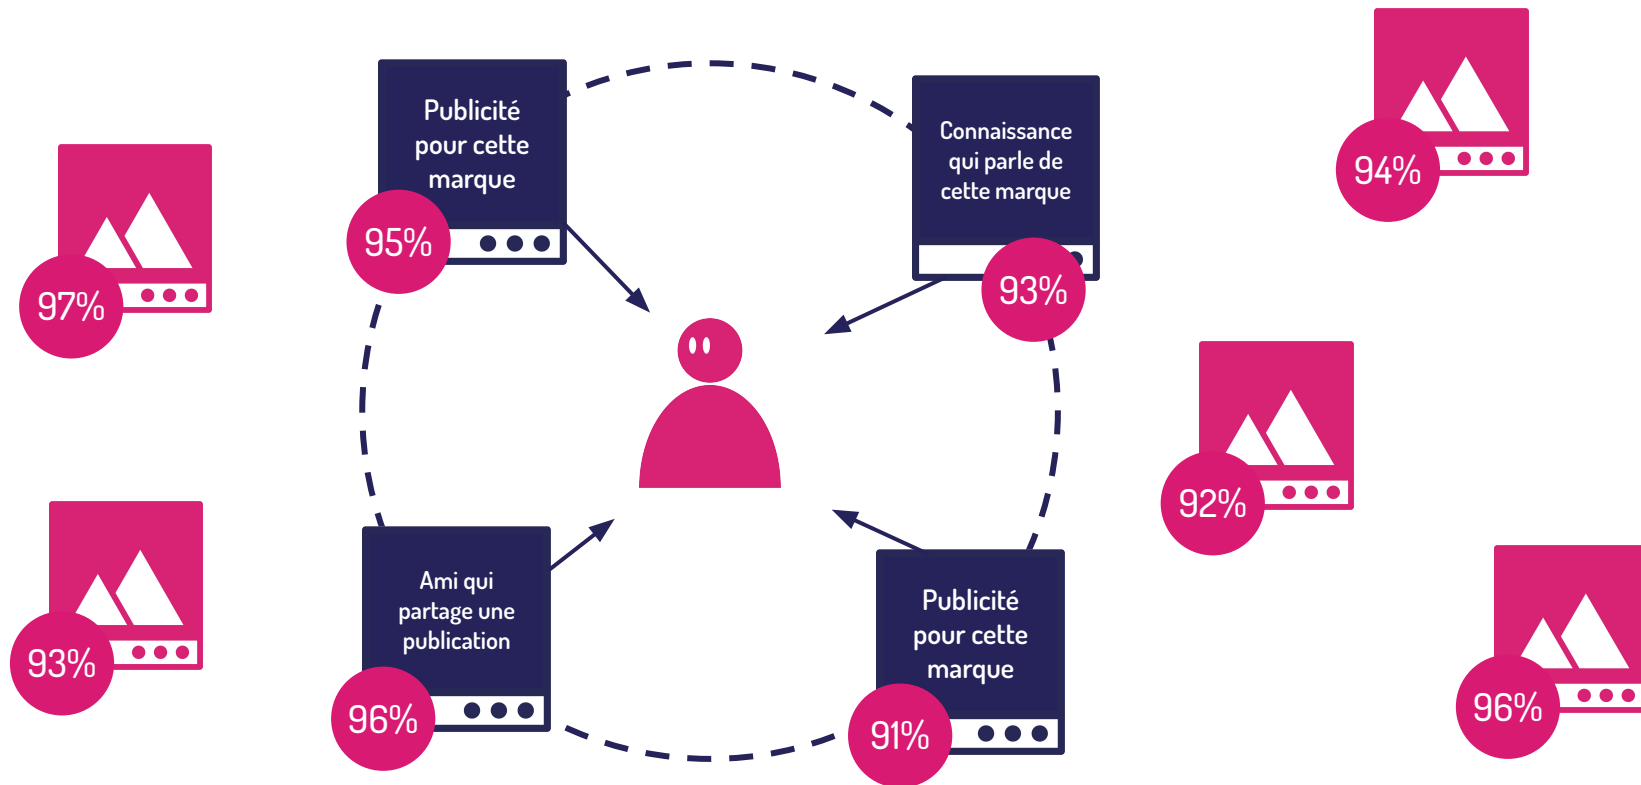 Publicité
pour cette
marque
95%
Connaissance
qui parle de
cette marque
93%
94%
97%
92%
Ami qui
partage une
publication
96%
Publicité
pour cette
marque
91%
93%
96%